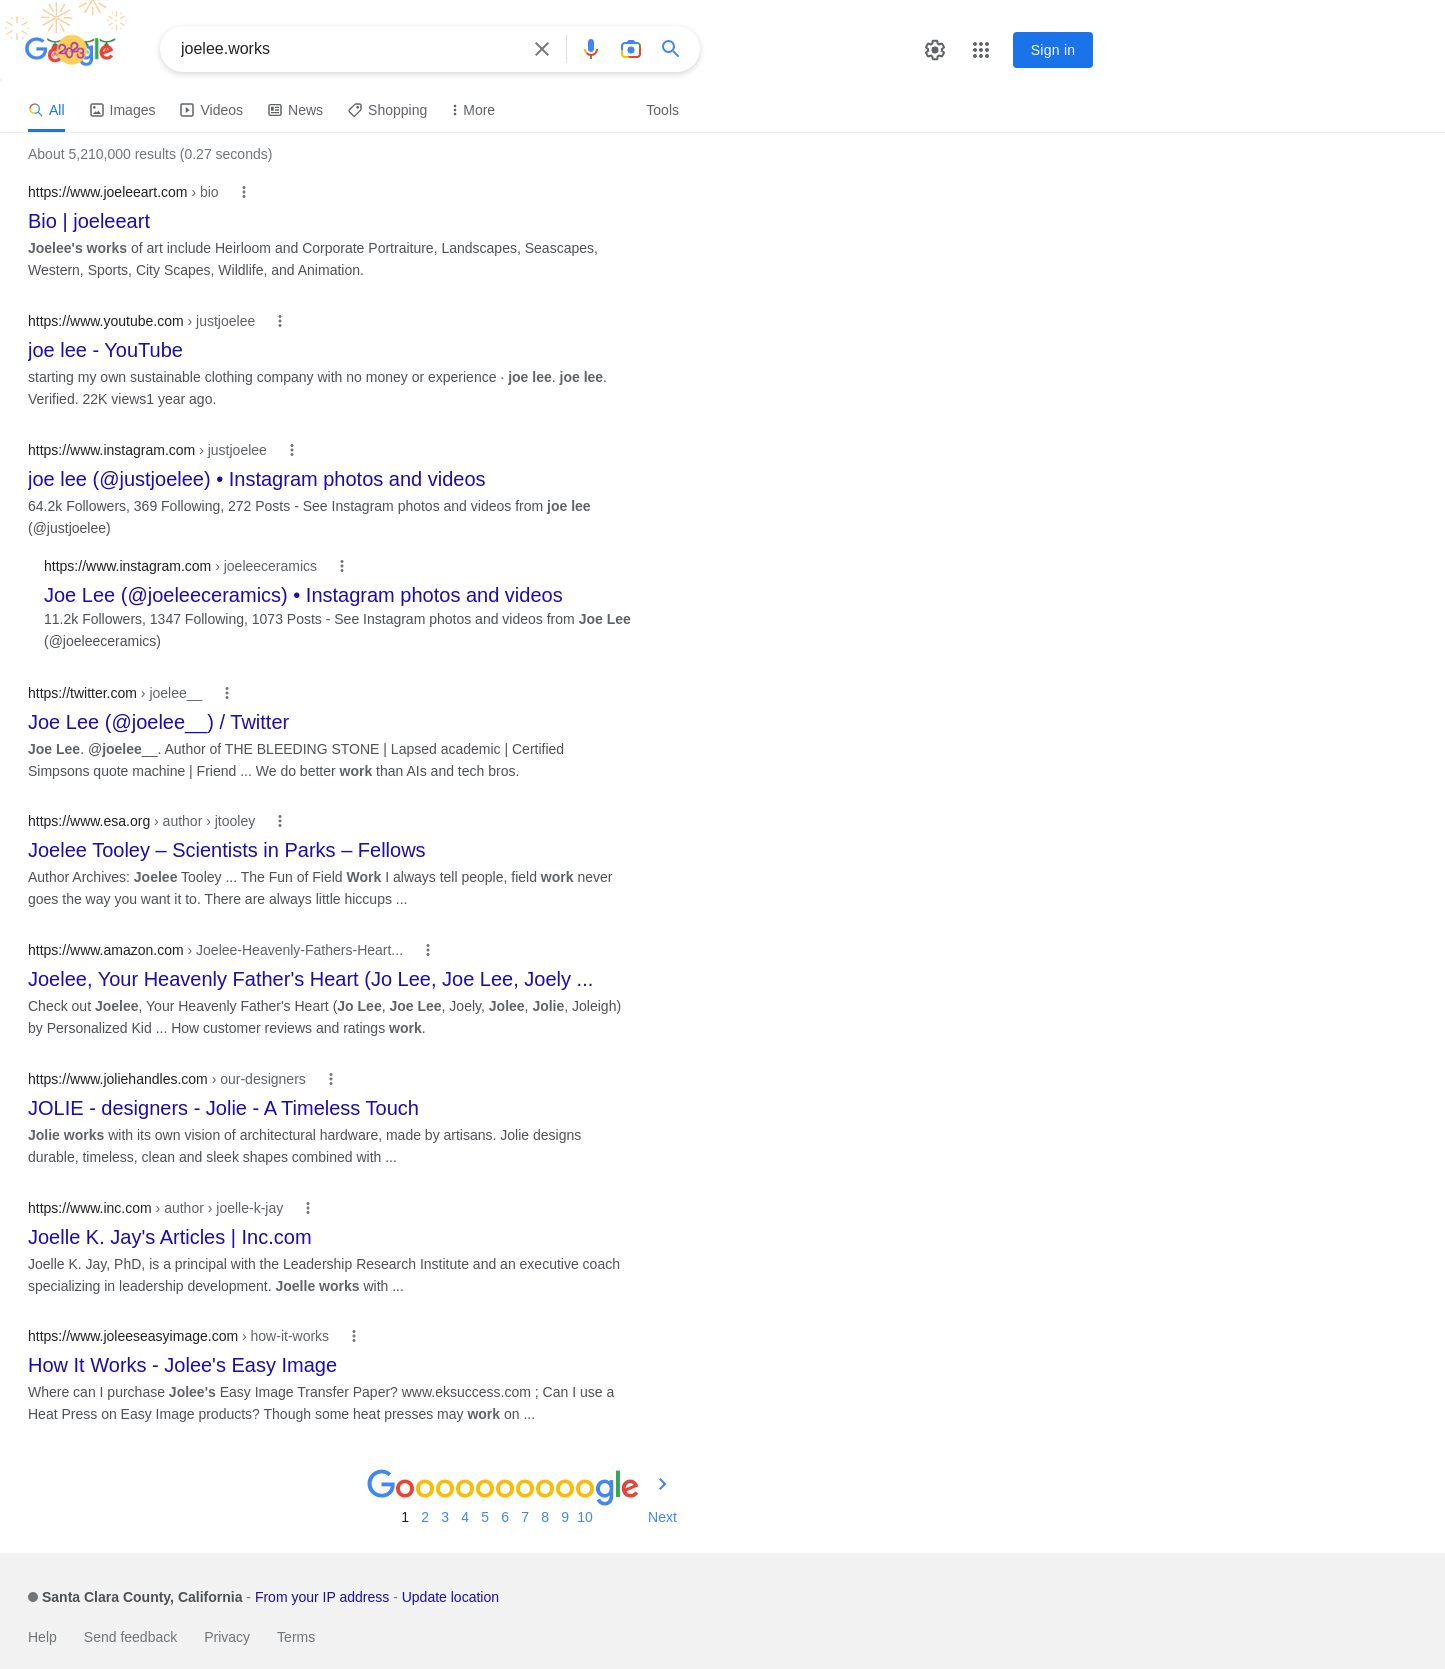 Google
joelee.works
Sign in
All Images Videos News Shopping More Tools
About 5,210,000 results (0.27 seconds)
https://www.joeleeart.com › bio
Bio | joeleeart
Joelee's works of art include Heirloom and Corporate Portraiture, Landscapes, Seascapes,
Western, Sports, City Scapes, Wildlife, and Animation.
https://www.youtube.com › justjoelee
joe lee - YouTube
starting my own sustainable clothing company with no money or experience · joe lee. joe lee.
Verified. 22K views1 year ago.
https://www.instagram.com › justjoelee
joe lee (@justjoelee) • Instagram photos and videos
64.2k Followers, 369 Following, 272 Posts - See Instagram photos and videos from joe lee
(@justjoelee)
https://www.instagram.com › joeleeceramics
Joe Lee (@joeleeceramics) • Instagram photos and videos
11.2k Followers, 1347 Following, 1073 Posts - See Instagram photos and videos from Joe Lee
(@joeleeceramics)
https://twitter.com › joelee__
Joe Lee (@joelee__) / Twitter
Joe Lee. @joelee__. Author of THE BLEEDING STONE | Lapsed academic | Certified
Simpsons quote machine | Friend ... We do better work than AIs and tech bros.
https://www.esa.org › author › jtooley
Joelee Tooley – Scientists in Parks – Fellows
Author Archives: Joelee Tooley ... The Fun of Field Work I always tell people, field work never
goes the way you want it to. There are always little hiccups ...
https://www.amazon.com › Joelee-Heavenly-Fathers-Heart...
Joelee, Your Heavenly Father's Heart (Jo Lee, Joe Lee, Joely ...
Check out Joelee, Your Heavenly Father's Heart (Jo Lee, Joe Lee, Joely, Jolee, Jolie, Joleigh)
by Personalized Kid ... How customer reviews and ratings work.
https://www.joliehandles.com › our-designers
JOLIE - designers - Jolie - A Timeless Touch
Jolie works with its own vision of architectural hardware, made by artisans. Jolie designs
durable, timeless, clean and sleek shapes combined with ...
https://www.inc.com › author › joelle-k-jay
Joelle K. Jay's Articles | Inc.com
Joelle K. Jay, PhD, is a principal with the Leadership Research Institute and an executive coach
specializing in leadership development. Joelle works with ...
https://www.joleeseasyimage.com › how-it-works
How It Works - Jolee's Easy Image
Where can I purchase Jolee's Easy Image Transfer Paper? www.eksuccess.com ; Can I use a
Heat Press on Easy Image products? Though some heat presses may work on ...
Goooooooooogle
1 2 3 4 5 6 7 8 9 10 Next
Santa Clara County, California - From your IP address - Update location
Help Send feedback Privacy Terms